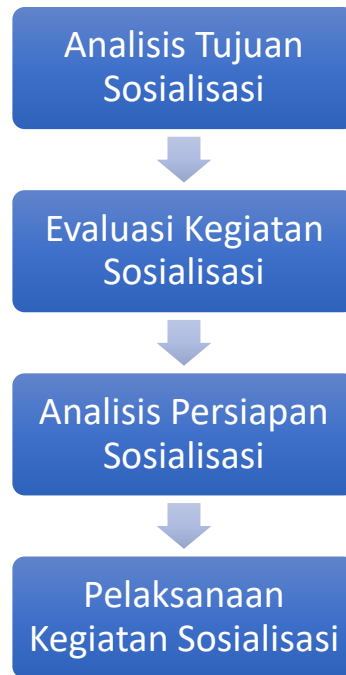 Analisis Tujuan
Sosialisasi
Evaluasi Kegiatan
Sosialisasi
Analisis Persiapan
Sosialisasi
Pelaksanaan
Kegiatan Sosialisasi